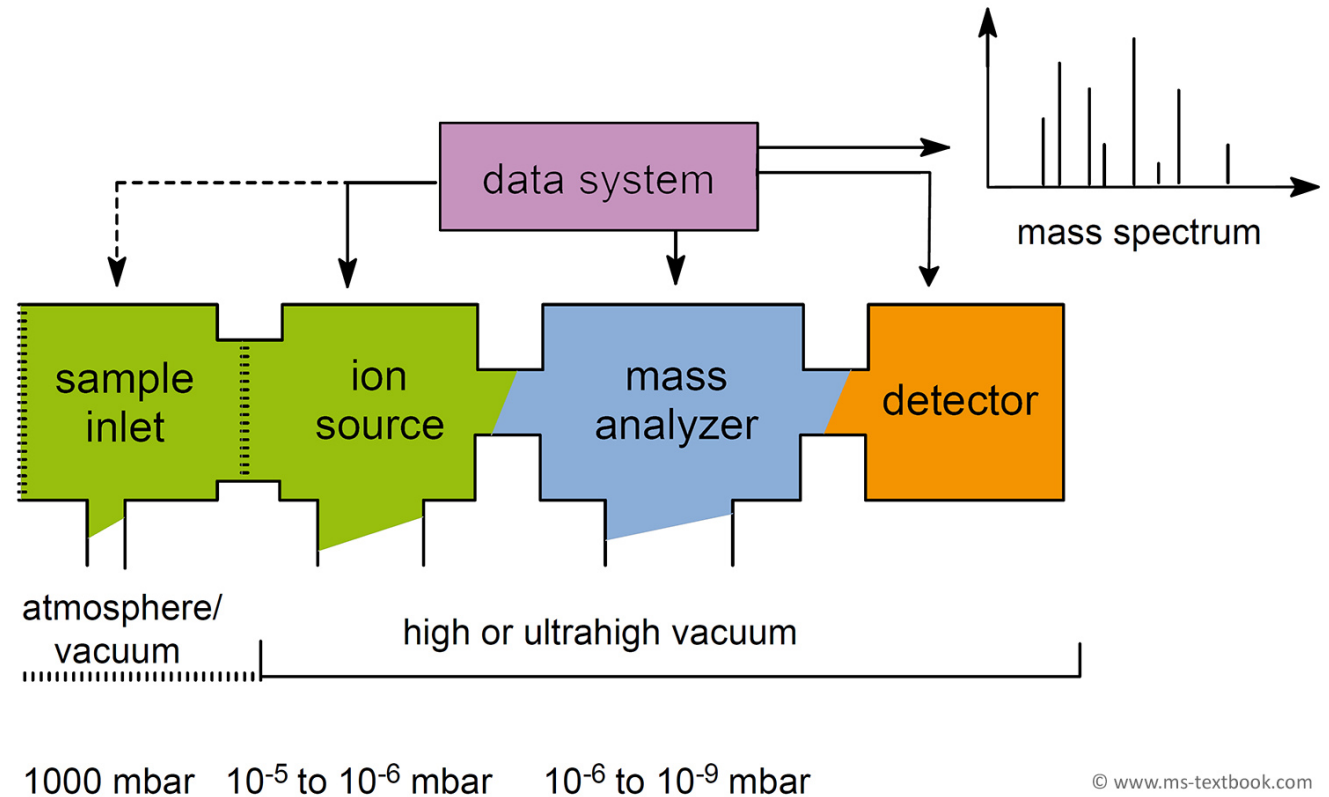 data system
mass spectrum
sample
inlet
ion
source
mass
analyzer
detector
atmosphere/
vacuum
high or ultrahigh vacuum
1000 mbar
10⁻⁵ to 10⁻⁶ mbar
10⁻⁶ to 10⁻⁹ mbar
© www.ms-textbook.com